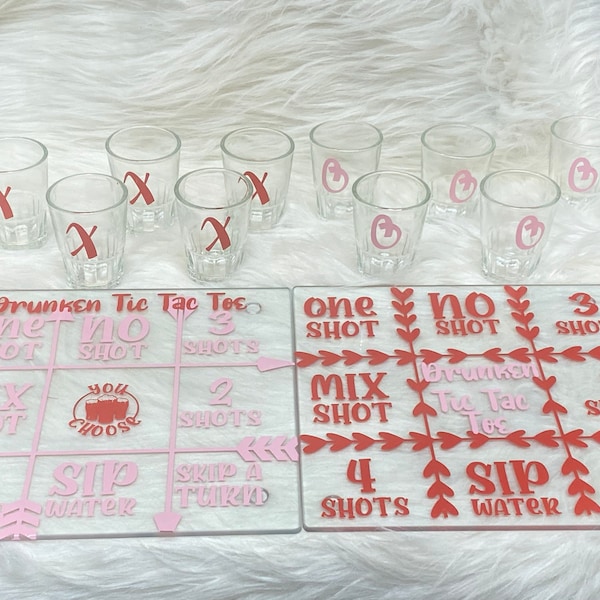 X
X
X
X
X
O
O
O
O
O
Drunken Tic Tac Toe
NO
SHOT
3
SHOTS
YOU
CHOOSE
2
SHOTS
SIP
WATER
SKIP A
TURN
ONE
SHOT
NO
SHOT
3
MIX
SHOT
Drunken
Tic Tac
Toe
4
SHOTS
SIP
WATER